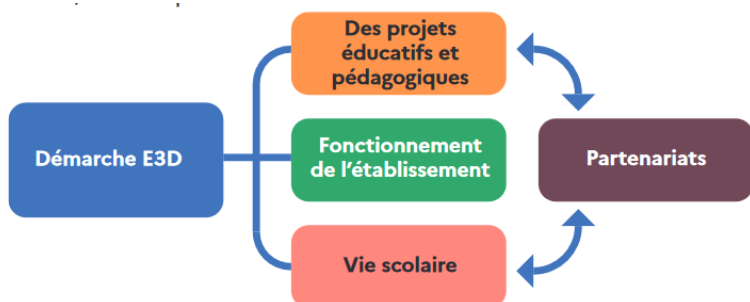 Démarche E3D
Des projets
éducatifs et
pédagogiques
Fonctionnement
de l'établissement
Vie scolaire
Partenariats